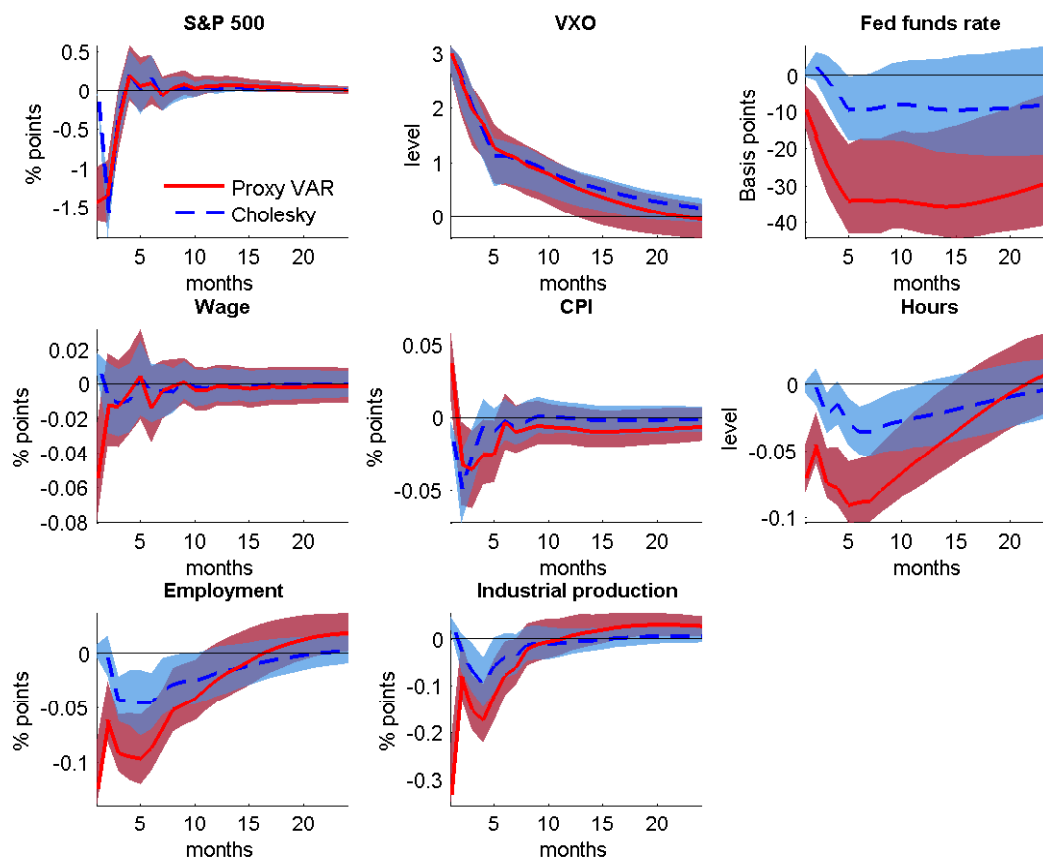 S&P 500
0.5
0
-0.5
-1
-1.5
% points
Proxy VAR
Cholesky
5 10 15 20
months
VXO
3
2
1
0
level
5 10 15 20
months
Fed funds rate
0
-10
-20
-30
-40
Basis points
5 10 15 20
months
Wage
0.02
0
-0.02
-0.04
-0.06
-0.08
% points
5 10 15 20
months
CPI
0.05
0
-0.05
% points
5 10 15 20
months
Hours
0
-0.05
-0.1
level
5 10 15 20
months
Employment
0
-0.05
-0.1
% points
5 10 15 20
months
Industrial production
0
-0.1
-0.2
-0.3
% points
5 10 15 20
months